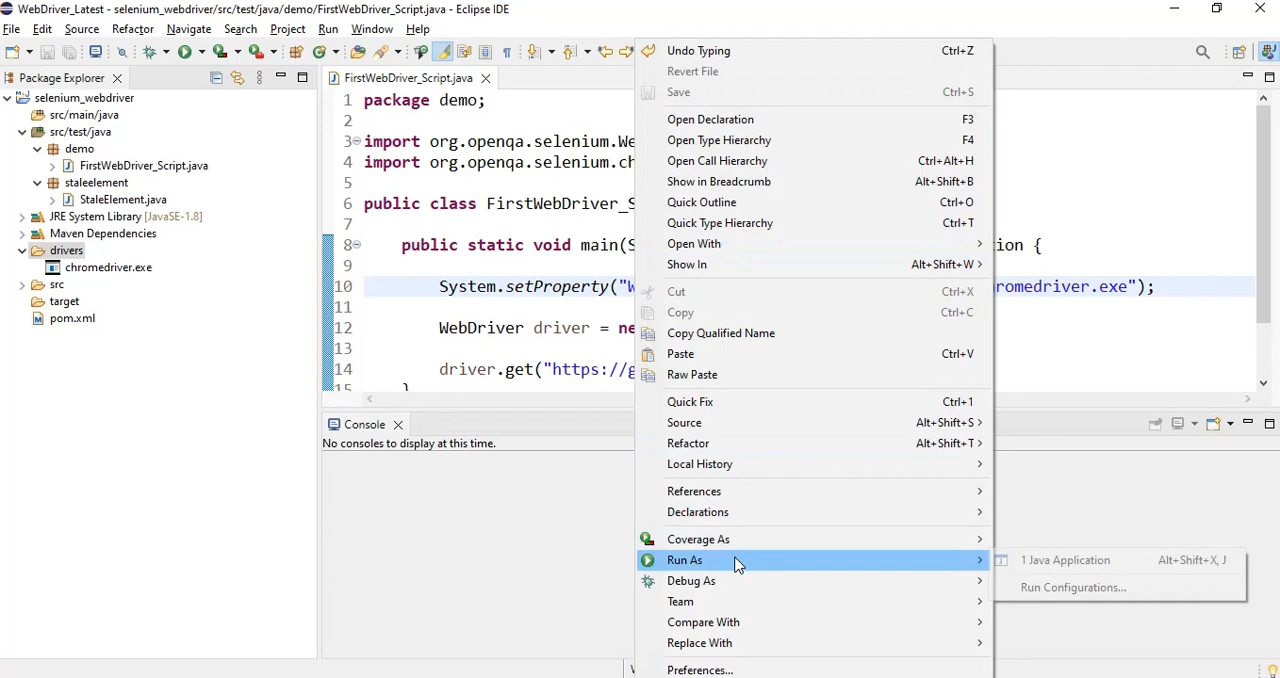 WebDriver_Latest - selenium_webdriver/src/test/java/demo/FirstWebDriver_Script.java - Eclipse IDE
File Edit Source Refactor Navigate Search Project Run Window Help
Package Explorer
selenium_webdriver
src/main/java
src/test/java
demo
FirstWebDriver_Script.java
staleelement
StaleElement.java
JRE System Library [JavaSE-1.8]
Maven Dependencies
drivers
chromedriver.exe
src
target
pom.xml
FirstWebDriver_Script.java
1 package demo;
2
3 import org.openqa.selenium.We
4 import org.openqa.selenium.ch
5
6 public class FirstWebDriver_S
7
8 public static void main(S ion {
9
10 System.setProperty("W hromedriver.exe");
11
12 WebDriver driver = ne
13
14 driver.get("https://g
15 }
Console
No consoles to display at this time.
Undo Typing Ctrl+Z
Revert File
Save Ctrl+S
Open Declaration F3
Open Type Hierarchy F4
Open Call Hierarchy Ctrl+Alt+H
Show in Breadcrumb Alt+Shift+B
Quick Outline Ctrl+O
Quick Type Hierarchy Ctrl+T
Open With
Show In Alt+Shift+W
Cut Ctrl+X
Copy Ctrl+C
Copy Qualified Name
Paste Ctrl+V
Raw Paste
Quick Fix Ctrl+1
Source Alt+Shift+S
Refactor Alt+Shift+T
Local History
References
Declarations
Coverage As
Run As
Debug As
Team
Compare With
Replace With
Preferences...
1 Java Application Alt+Shift+X, J
Run Configurations...